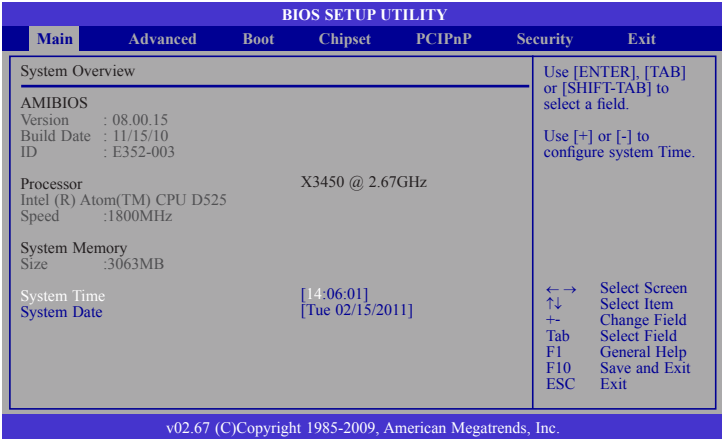 BIOS SETUP UTILITY
Main Advanced Boot Chipset PCIPnP Security Exit
System Overview
AMIBIOS
Version : 08.00.15
Build Date : 11/15/10
ID : E352-003
Processor X3450 @ 2.67GHz
Intel (R) Atom(TM) CPU D525
Speed :1800MHz
System Memory
Size :3063MB
System Time [14:06:01]
System Date [Tue 02/15/2011]
Use [ENTER], [TAB]
or [SHIFT-TAB] to
select a field.
Use [+] or [-] to
configure system Time.
←→ Select Screen
↑↓ Select Item
+- Change Field
Tab Select Field
F1 General Help
F10 Save and Exit
ESC Exit
v02.67 (C)Copyright 1985-2009, American Megatrends, Inc.